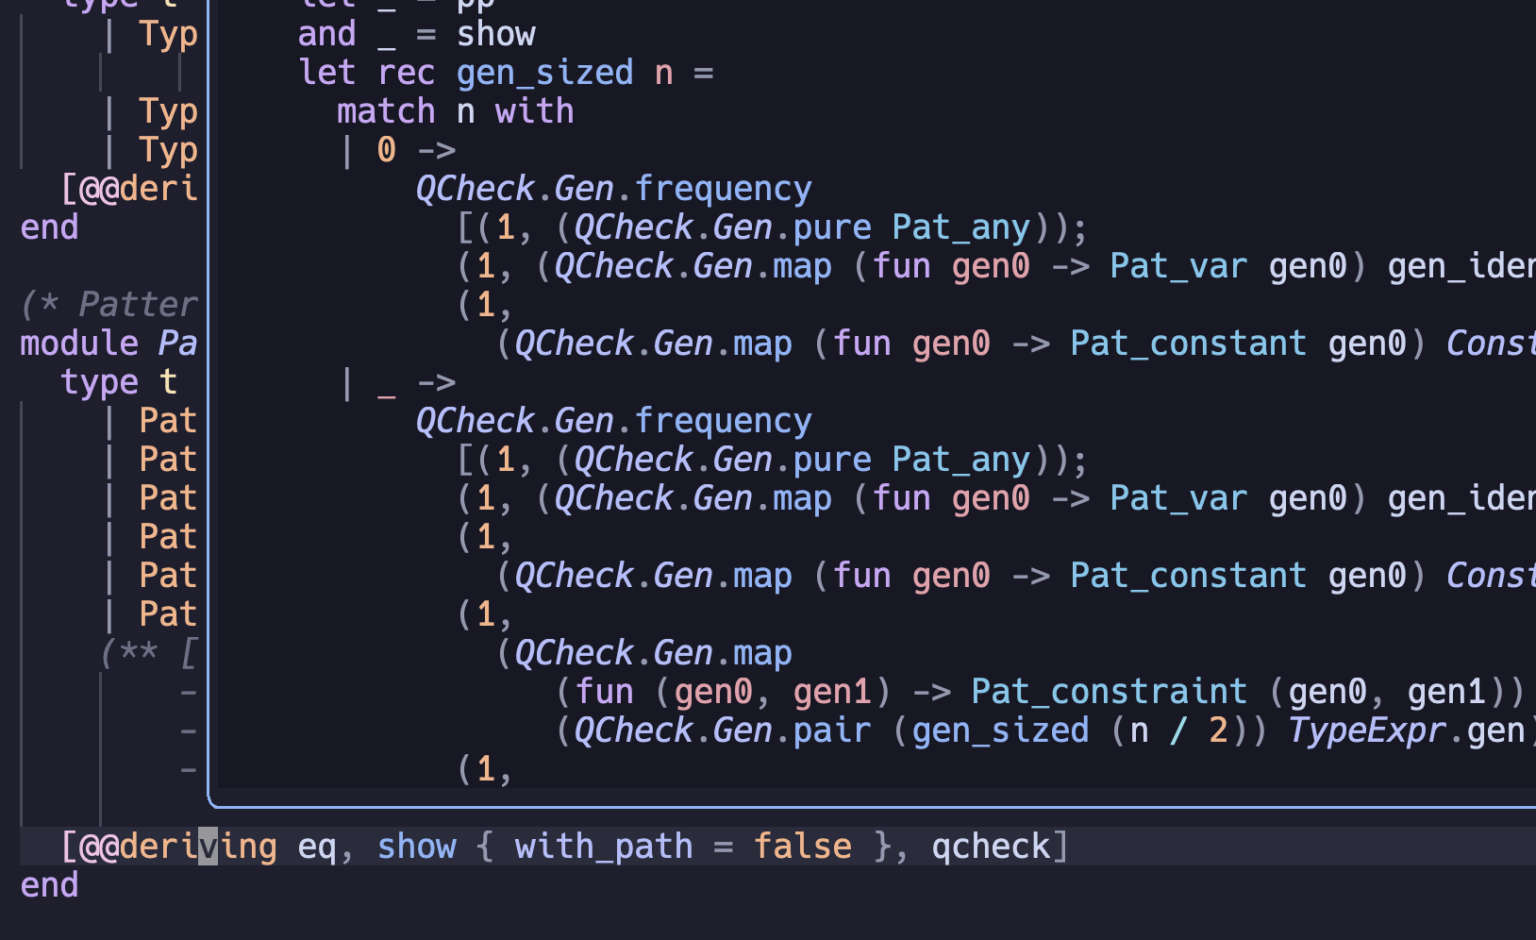 type t
| Typ
| Typ
| Typ
[@@deri
end
(* Patter
module Pa
type t
| Pat
| Pat
| Pat
| Pat
| Pat
| Pat
(** [
-
-
-
let _ = pp
and _ = show
let rec gen_sized n =
match n with
| 0 ->
QCheck.Gen.frequency
[(1, (QCheck.Gen.pure Pat_any));
(1, (QCheck.Gen.map (fun gen0 -> Pat_var gen0) gen_iden
(1,
(QCheck.Gen.map (fun gen0 -> Pat_constant gen0) Const
| _ ->
QCheck.Gen.frequency
[(1, (QCheck.Gen.pure Pat_any));
(1, (QCheck.Gen.map (fun gen0 -> Pat_var gen0) gen_iden
(1,
(QCheck.Gen.map (fun gen0 -> Pat_constant gen0) Const
(1,
(QCheck.Gen.map
(fun (gen0, gen1) -> Pat_constraint (gen0, gen1))
(QCheck.Gen.pair (gen_sized (n / 2)) TypeExpr.gen)
(1,
[@@deriving eq, show { with_path = false }, qcheck]
end